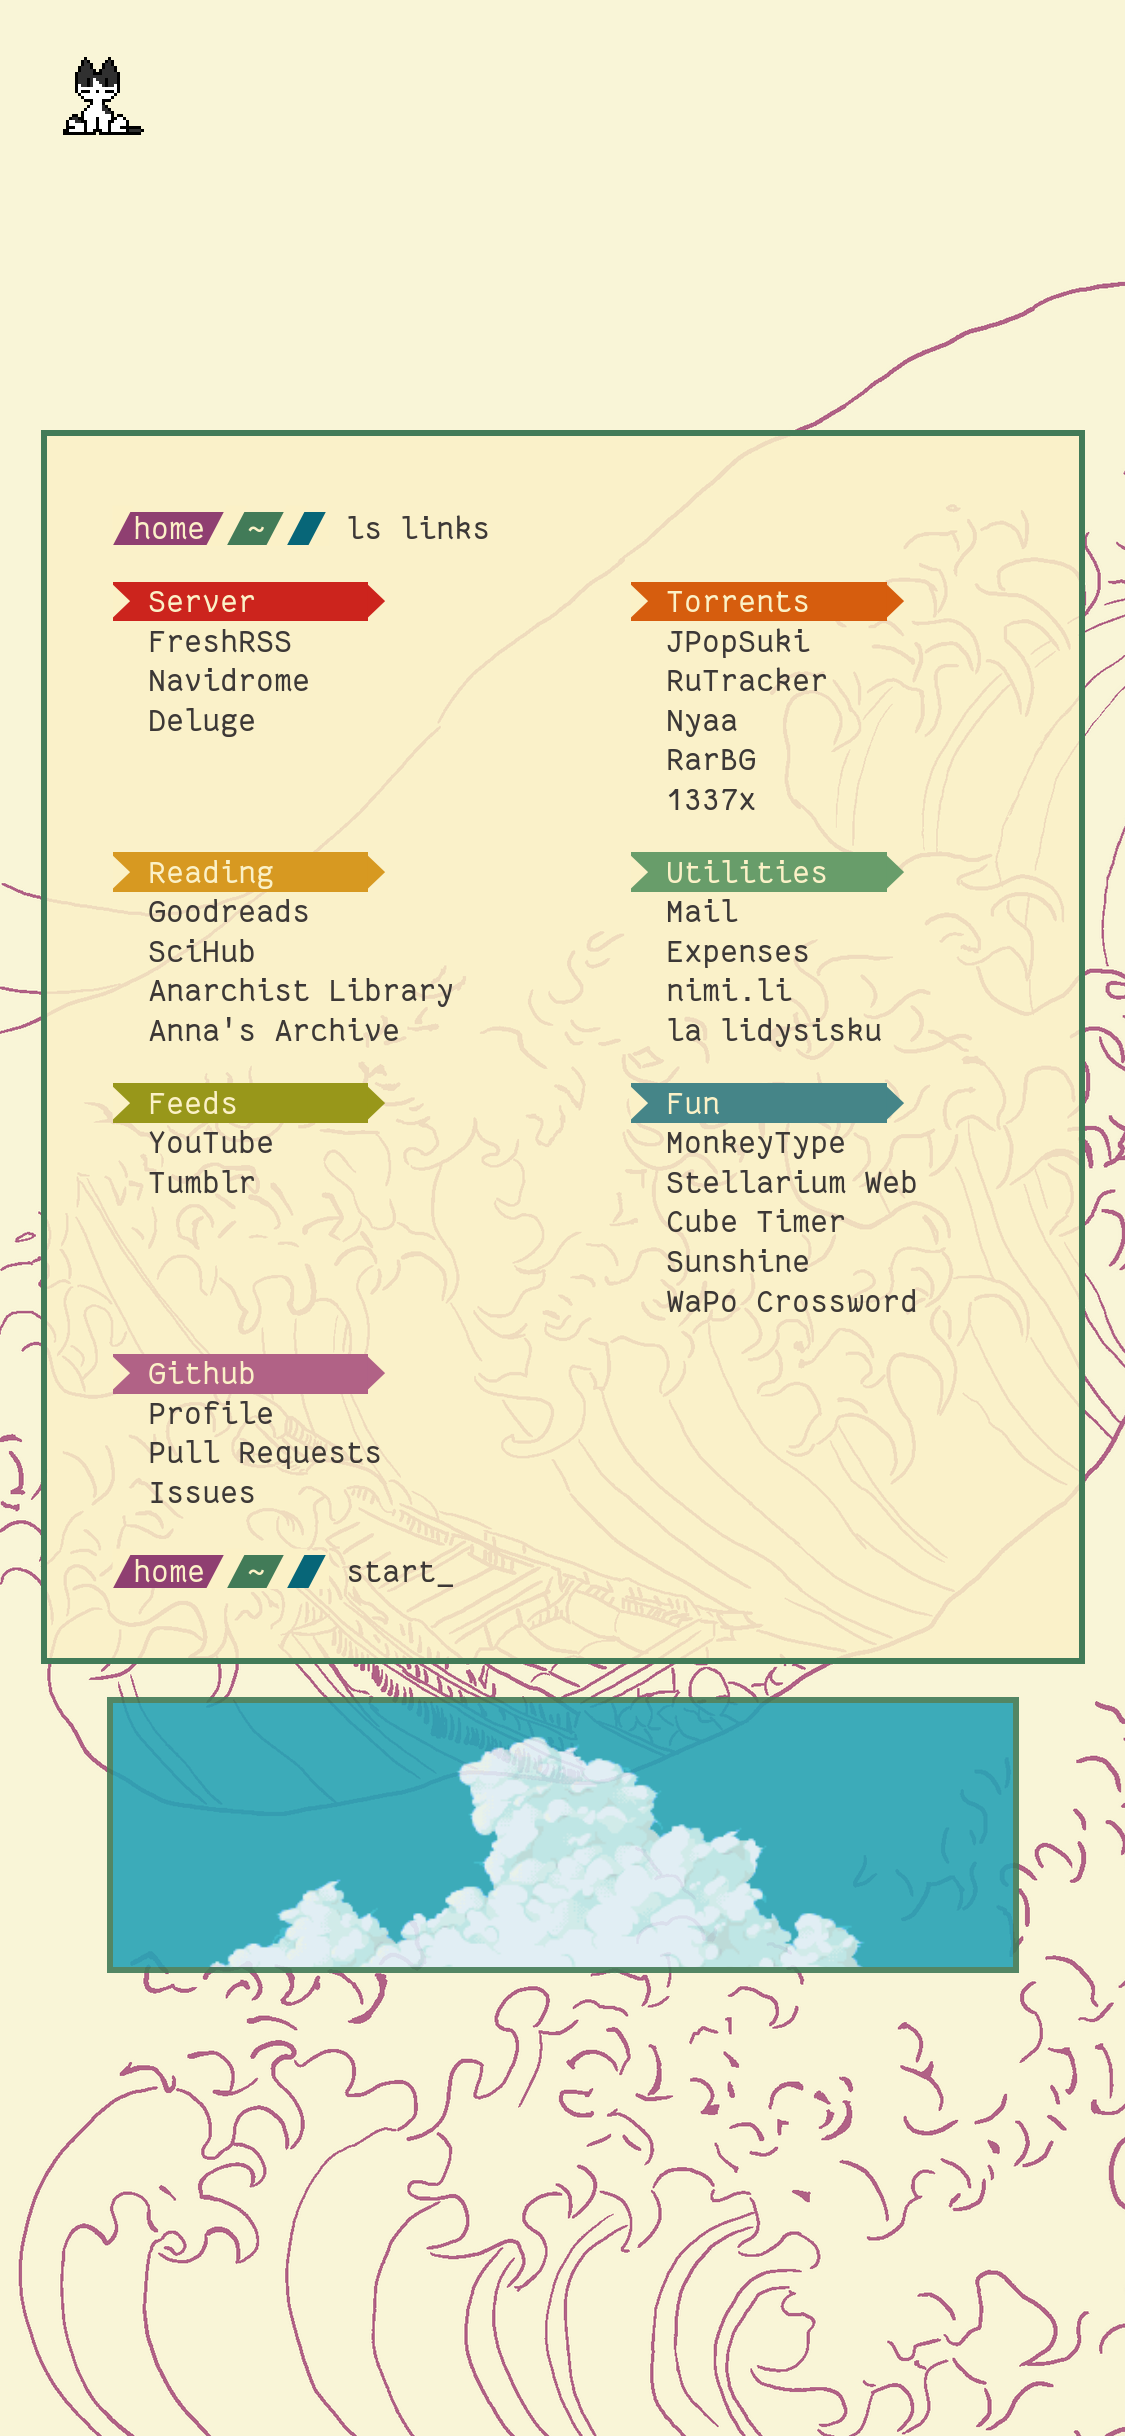 home ~ ls links
Server
FreshRSS
Navidrome
Deluge
Torrents
JPopSuki
RuTracker
Nyaa
RarBG
1337x
Reading
Goodreads
SciHub
Anarchist Library
Anna's Archive
Utilities
Mail
Expenses
nimi.li
la lidysisku
Feeds
YouTube
Tumblr
Fun
MonkeyType
Stellarium Web
Cube Timer
Sunshine
WaPo Crossword
Github
Profile
Pull Requests
Issues
home ~ start_